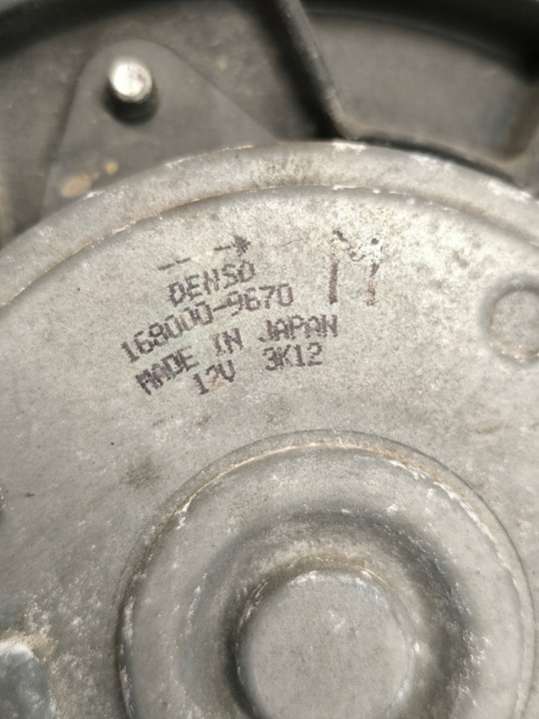 DENSO
168000-9670
MADE IN JAPAN
12V 3K12